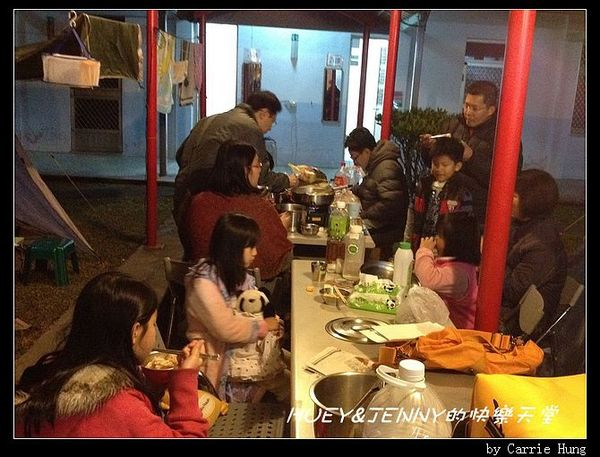 HUEY&JENNY的快樂天堂
by Carrie Hung